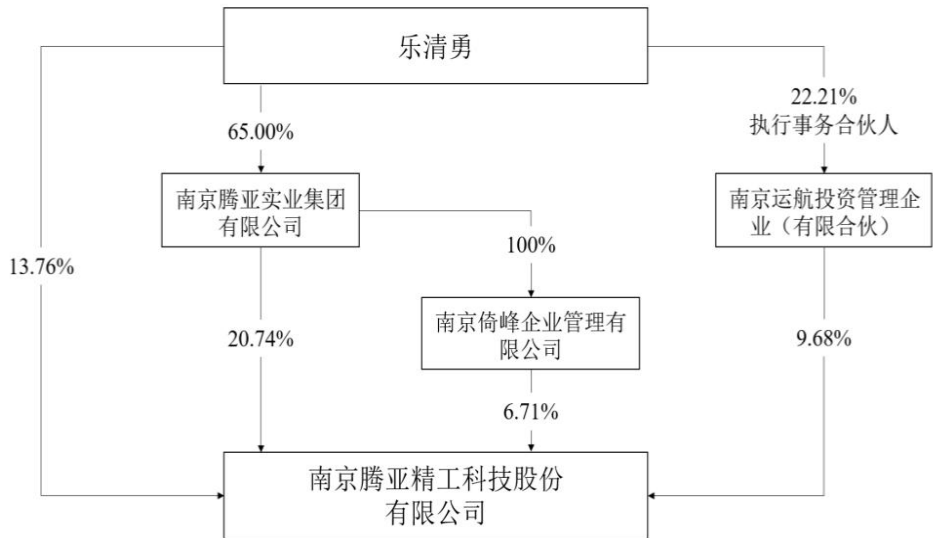 乐清勇
22.21%
执行事务合伙人
65.00%
南京腾亚实业集团
有限公司
南京运航投资管理企
业（有限合伙）
100%
13.76%
南京倚峰企业管理有
限公司
20.74%
9.68%
6.71%
南京腾亚精工科技股份
有限公司